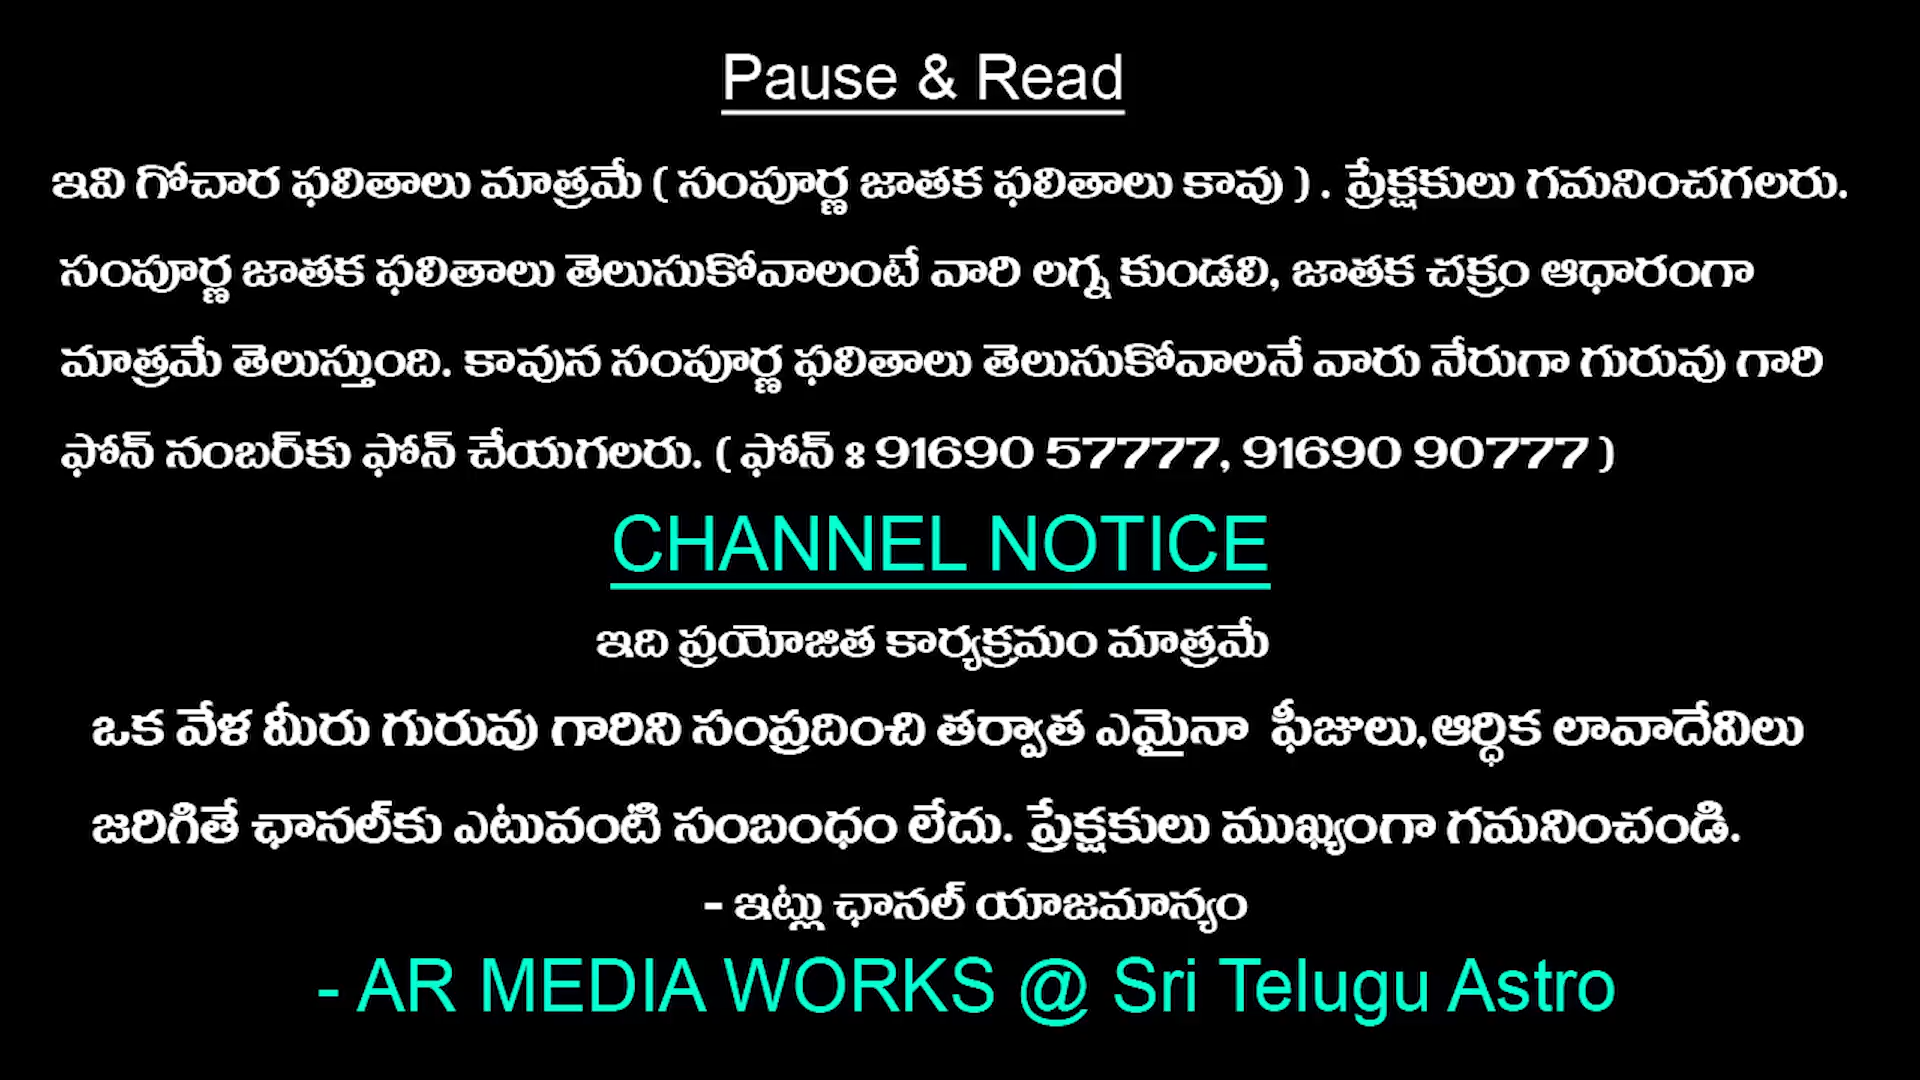 Pause & Read
ఇవి గోచార ఫలితాలు మాత్రమే ( సంపూర్ణ జాతక ఫలితాలు కావు ) . ప్రేక్షకులు గమనించగలరు.
సంపూర్ణ జాతక ఫలితాలు తెలుసుకోవాలంటే వారి లగ్న కుండలి, జాతక చక్రం ఆధారంగా
మాత్రమే తెలుస్తుంది. కావున సంపూర్ణ ఫలితాలు తెలుసుకోవాలనే వారు నేరుగా గురువు గారి
ఫోన్ నంబర్‌కు ఫోన్ చేయగలరు. ( ఫోన్ ః 91690 57777, 91690 90777 )
CHANNEL NOTICE
ఇది ప్రయోజిత కార్యక్రమం మాత్రమే
ఒక వేళ మీరు గురువు గారిని సంప్రదించి తర్వాత ఎమైనా ఫీజులు,ఆర్ధిక లావాదేవిలు
జరిగితే ఛానల్‌కు ఎటువంటి సంబంధం లేదు. ప్రేక్షకులు ముఖ్యంగా గమనించండి.
- ఇట్లు ఛానల్ యాజమాన్యం
- AR MEDIA WORKS @ Sri Telugu Astro